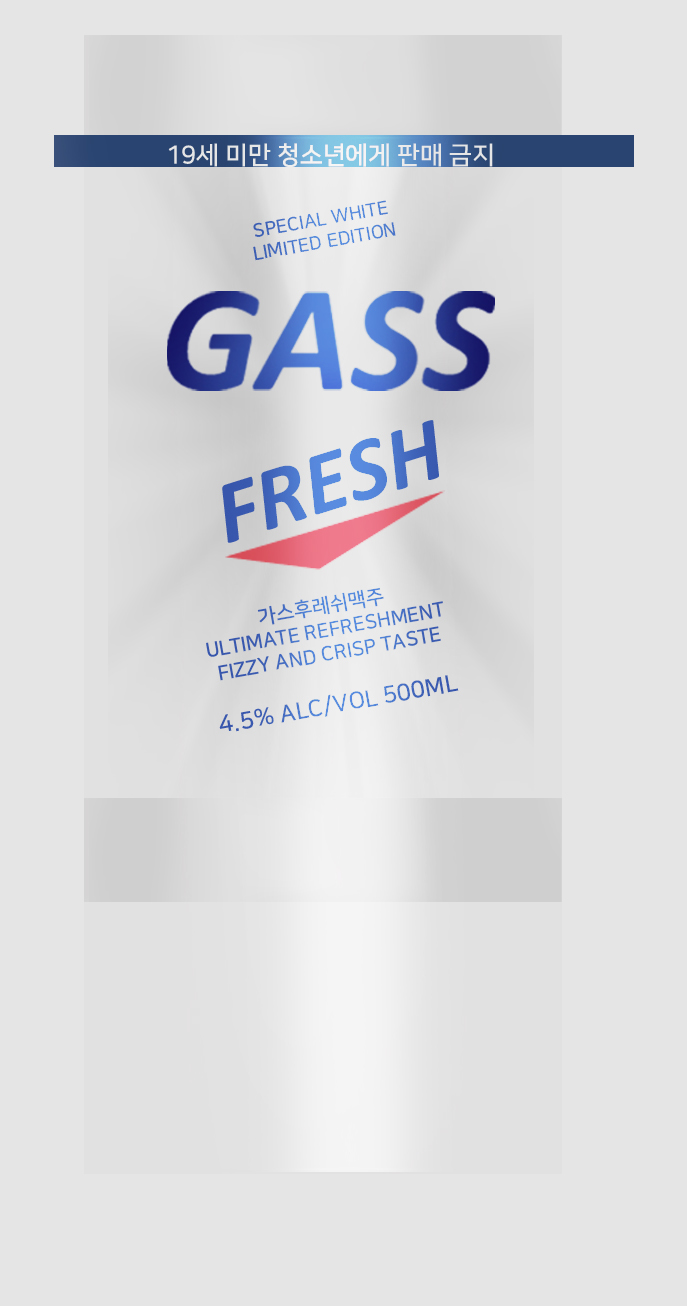 19세 미만 청소년에게 판매 금지
SPECIAL WHITE
LIMITED EDITION
GASS
FRESH
가스후레쉬맥주
ULTIMATE REFRESHMENT
FIZZY AND CRISP TASTE
4.5% ALC/VOL 500ML